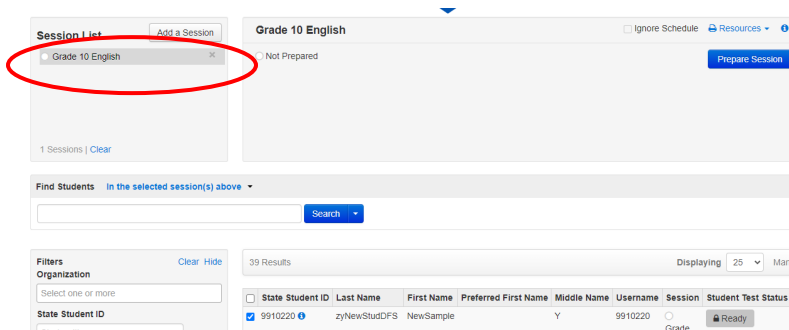 Session List
Add a Session
Grade 10 English
1 Sessions | Clear
Grade 10 English
Ignore Schedule
Resources
Not Prepared
Prepare Session
Find Students In the selected session(s) above
Search
Filters Clear Hide
Organization
Select one or more
State Student ID
39 Results
Displaying 25
State Student ID Last Name First Name Preferred First Name Middle Name Username Session Student Test Status
9910220 zyNewStudDFS NewSample Y 9910220 Ready
Grade